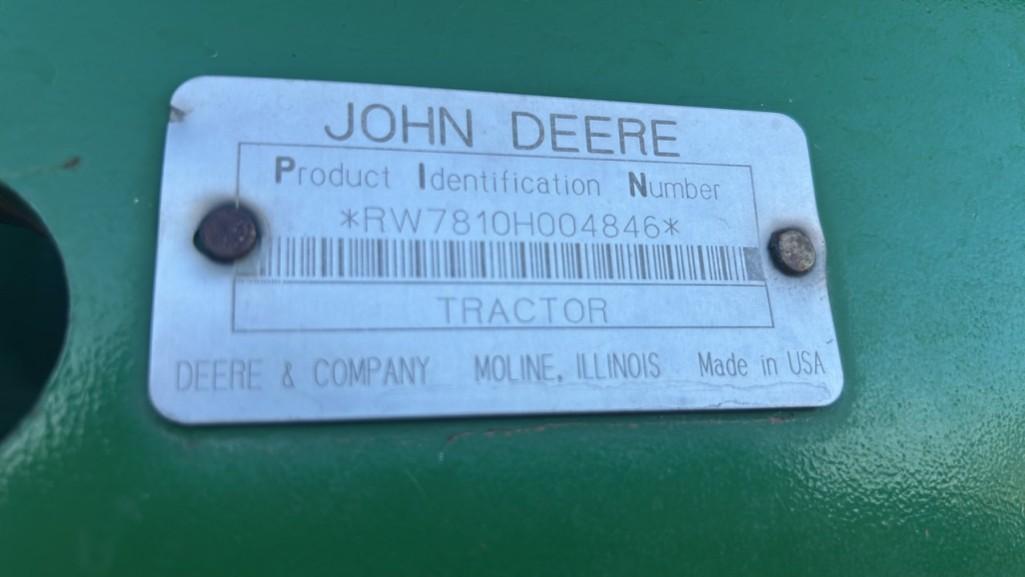 JOHN DEERE
Product Identification Number
*RW7810H004846*
TRACTOR
DEERE & COMPANY MOLINE, ILLINOIS Made in USA